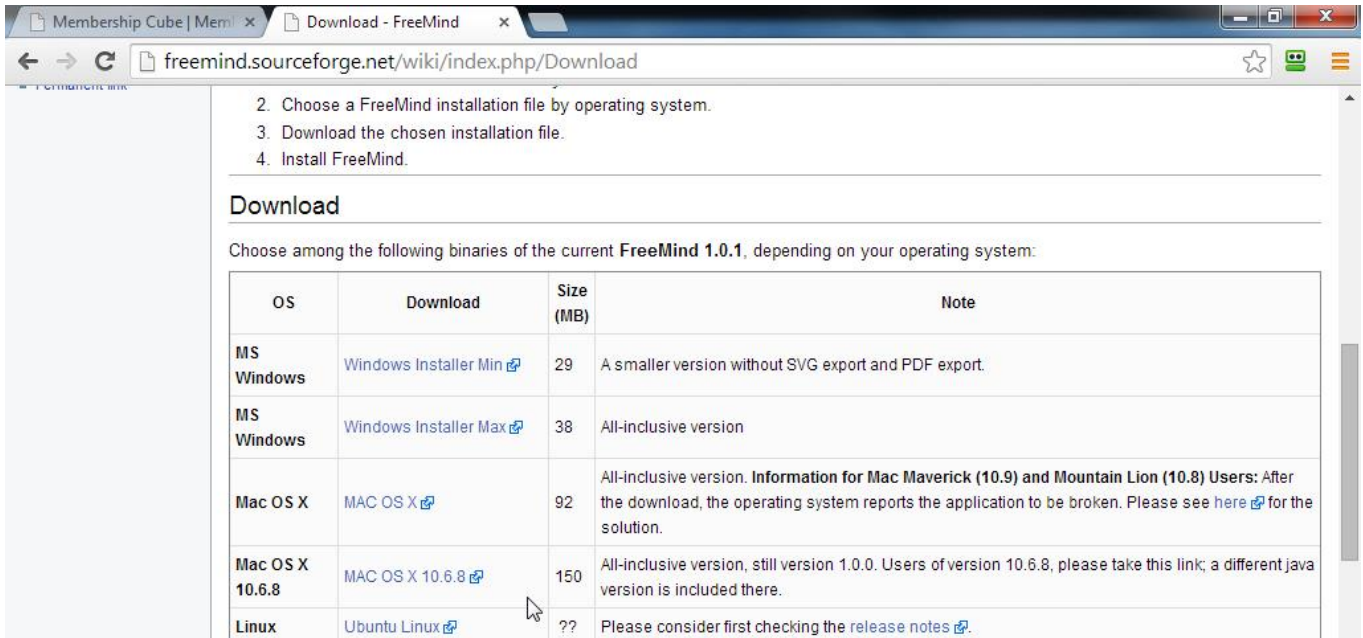 Membership Cube | Mem
Download - FreeMind
freemind.sourceforge.net/wiki/index.php/Download
Permanent link
2. Choose a FreeMind installation file by operating system.
3. Download the chosen installation file.
4. Install FreeMind.
Download
Choose among the following binaries of the current FreeMind 1.0.1, depending on your operating system:
OS Download Size (MB) Note
MS Windows Windows Installer Min 29 A smaller version without SVG export and PDF export.
MS Windows Windows Installer Max 38 All-inclusive version
Mac OS X MAC OS X 92 All-inclusive version. Information for Mac Maverick (10.9) and Mountain Lion (10.8) Users: After
the download, the operating system reports the application to be broken. Please see here for the
solution.
Mac OS X 10.6.8 MAC OS X 10.6.8 150 All-inclusive version, still version 1.0.0. Users of version 10.6.8, please take this link; a different java
version is included there.
Linux Ubuntu Linux ?? Please consider first checking the release notes.